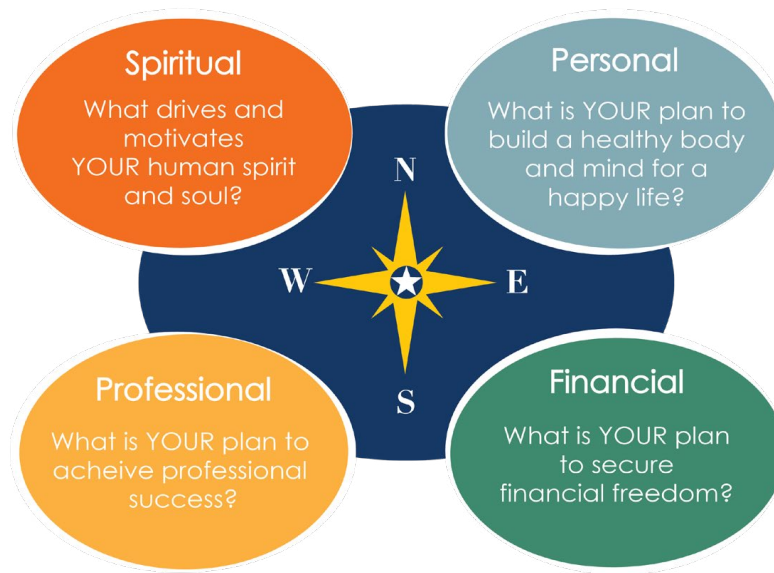 Spiritual
What drives and
motivates
YOUR human spirit
and soul?
Personal
What is YOUR plan to
build a healthy body
and mind for a
happy life?
N
W
E
S
Professional
What is YOUR plan to
acheive professional
success?
Financial
What is YOUR plan
to secure
financial freedom?